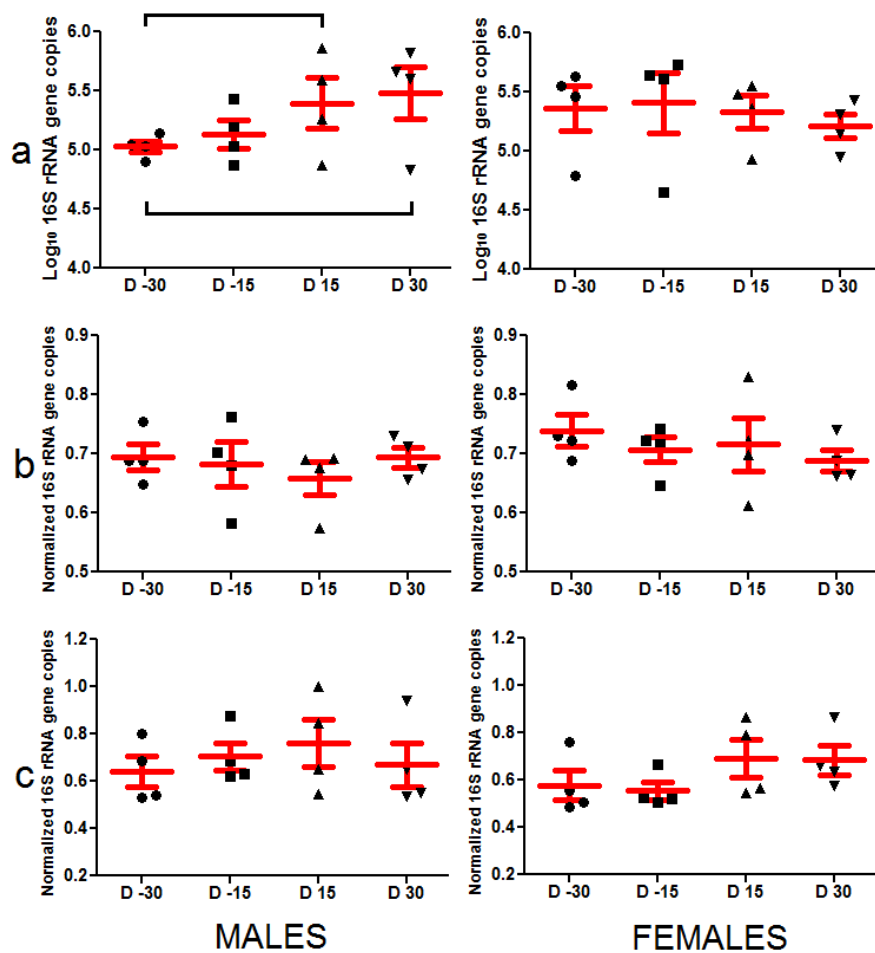 a
Log₁₀ 16S rRNA gene copies
6.0
5.5
5.0
4.5
4.0
D -30 D -15 D 15 D 30
Log₁₀ 16S rRNA gene copies
6.0
5.5
5.0
4.5
4.0
D -30 D -15 D 15 D 30
b
Normalized 16S rRNA gene copies
0.9
0.8
0.7
0.6
0.5
D -30 D -15 D 15 D 30
Normalized 16S rRNA gene copies
0.9
0.8
0.7
0.6
0.5
D -30 D -15 D 15 D 30
c
Normalized 16S rRNA gene copies
1.2
1.0
0.8
0.6
0.4
0.2
D -30 D -15 D 15 D 30
Normalized 16S rRNA gene copies
1.2
1.0
0.8
0.6
0.4
0.2
D -30 D -15 D 15 D 30
MALES
FEMALES